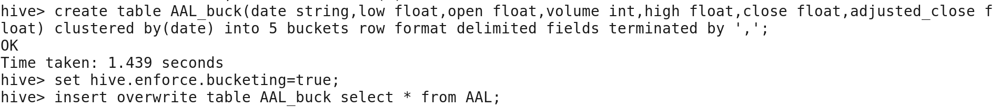 hive> create table AAL_buck(date string,low float,open float,volume int,high float,close float,adjusted_close f
loat) clustered by(date) into 5 buckets row format delimited fields terminated by ',';
OK
Time taken: 1.439 seconds
hive> set hive.enforce.bucketing=true;
hive> insert overwrite table AAL_buck select * from AAL;